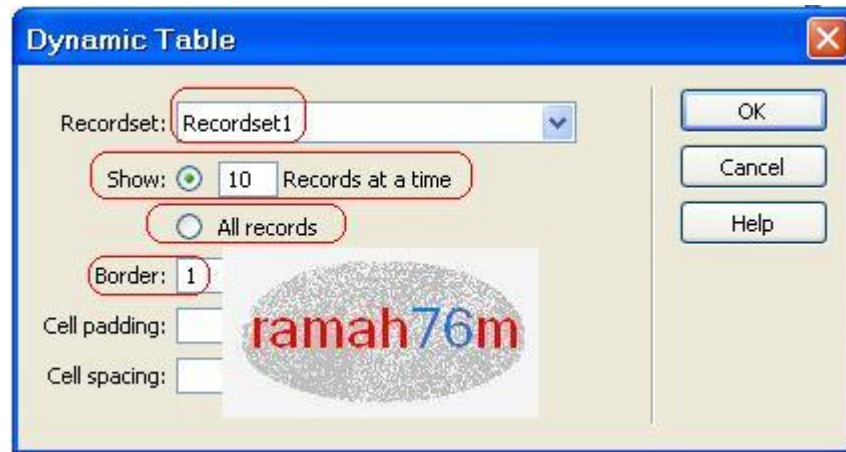 Dynamic Table
Recordset: Recordset1
Show: 10 Records at a time
All records
Border: 1
Cell padding:
Cell spacing:
OK
Cancel
Help
ramah76m